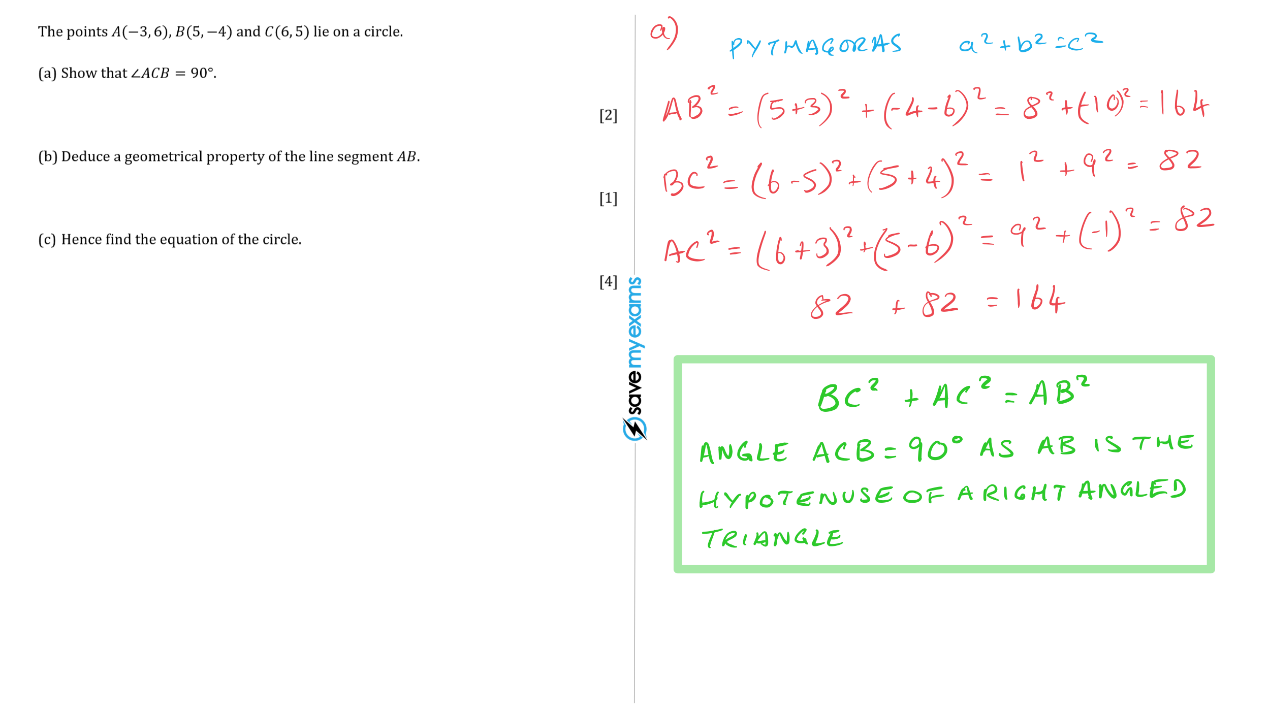 The points A(−3, 6), B(5, −4) and C(6, 5) lie on a circle.
(a) Show that ∠ACB = 90°.
[2]
(b) Deduce a geometrical property of the line segment AB.
[1]
(c) Hence find the equation of the circle.
[4]
savemyexams
a)
PYTHAGORAS a² + b² = c²
AB² = (5+3)² + (-4-6)² = 8² + (-10)² = 164
BC² = (6-5)² + (5+4)² = 1² + 9² = 82
AC² = (6+3)² + (5-6)² = 9² + (-1)² = 82
82 + 82 = 164
BC² + AC² = AB²
ANGLE ACB = 90° AS AB IS THE
HYPOTENUSE OF A RIGHT ANGLED
TRIANGLE